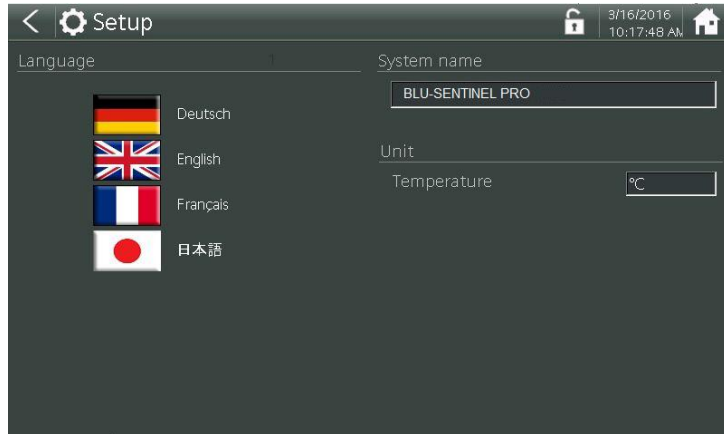 Setup
3/16/2016
10:17:48 AM
Language
Deutsch
English
Français
日本語
System name
BLU-SENTINEL PRO
Unit
Temperature
°C